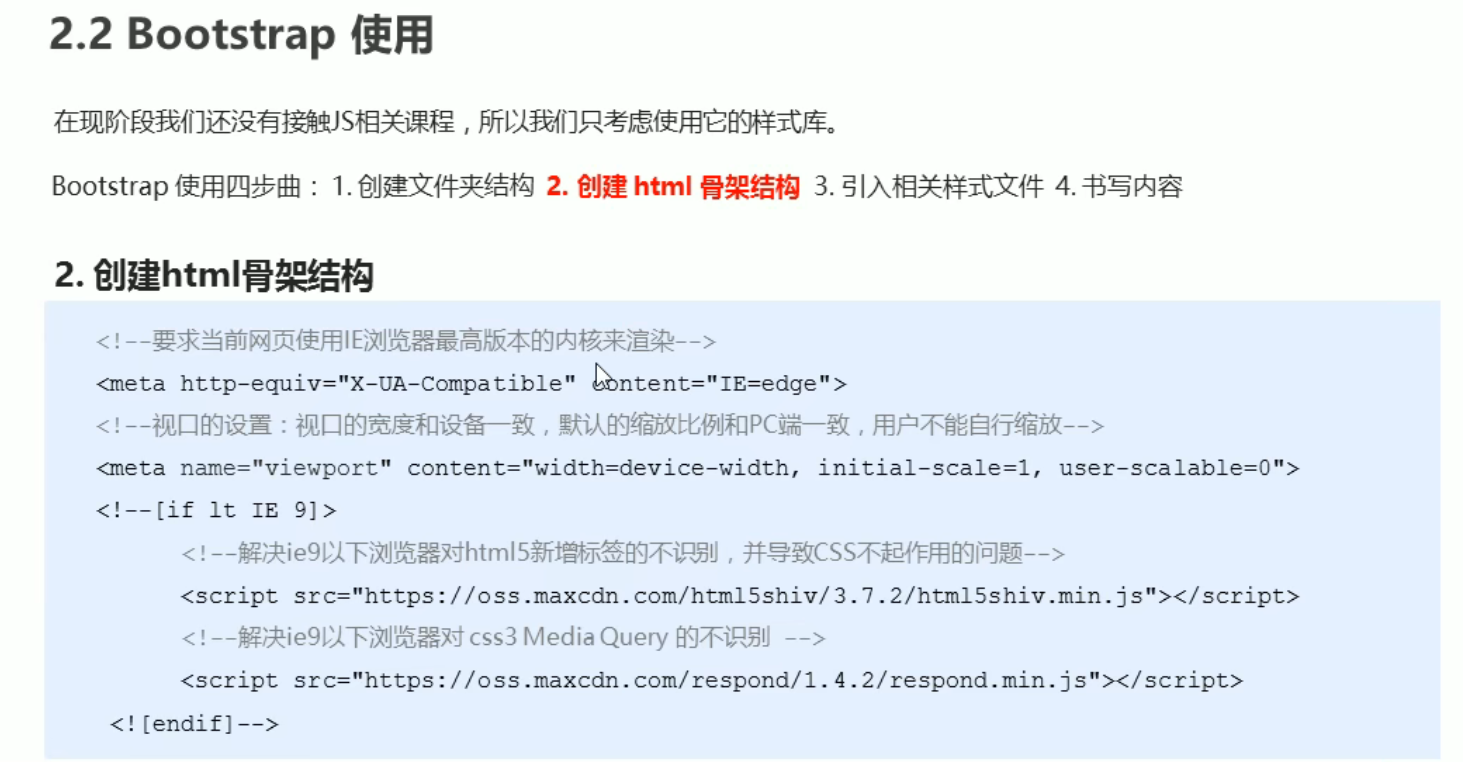 2.2 Bootstrap 使用
在现阶段我们还没有接触JS相关课程，所以我们只考虑使用它的样式库。
Bootstrap 使用四步曲： 1. 创建文件夹结构 2. 创建 html 骨架结构 3. 引入相关样式文件 4. 书写内容
2. 创建html骨架结构
<!--要求当前网页使用IE浏览器最高版本的内核来渲染-->
<meta http-equiv="X-UA-Compatible" content="IE=edge">
<!--视口的设置：视口的宽度和设备一致，默认的缩放比例和PC端一致，用户不能自行缩放-->
<meta name="viewport" content="width=device-width, initial-scale=1, user-scalable=0">
<!--[if lt IE 9]>
<!--解决ie9以下浏览器对html5新增标签的不识别，并导致CSS不起作用的问题-->
<script src="https://oss.maxcdn.com/html5shiv/3.7.2/html5shiv.min.js"></script>
<!--解决ie9以下浏览器对 css3 Media Query 的不识别 -->
<script src="https://oss.maxcdn.com/respond/1.4.2/respond.min.js"></script>
<![endif]-->